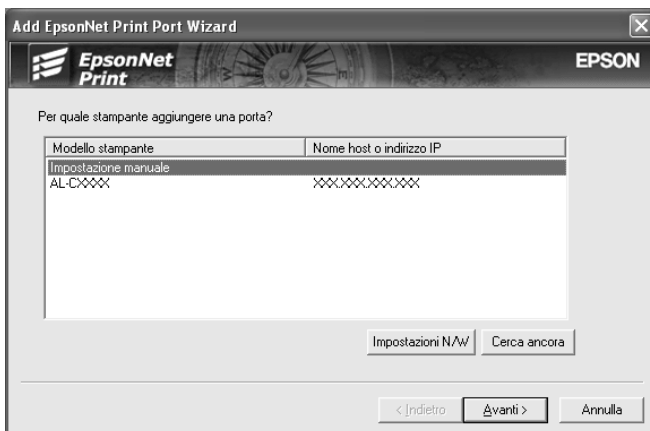 Add EpsonNet Print Port Wizard
EpsonNet
Print
EPSON
Per quale stampante aggiungere una porta?
Modello stampante Nome host o indirizzo IP
Impostazione manuale
AL-CXXXX XXX.XXX.XXX.XXX
Impostazioni N/W Cerca ancora
< Indietro Avanti > Annulla